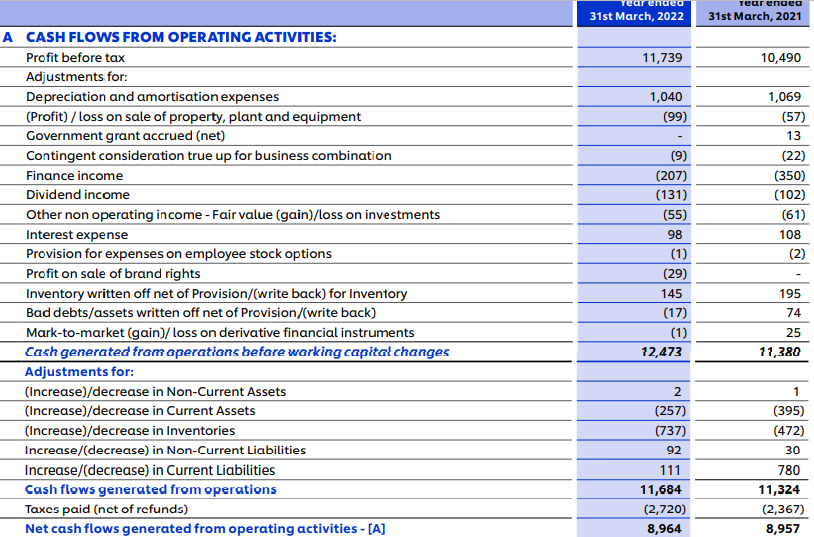 Year ended Year ended
31st March, 2022 31st March, 2021
A CASH FLOWS FROM OPERATING ACTIVITIES:
Profit before tax 11,739 10,490
Adjustments for:
Depreciation and amortisation expenses 1,040 1,069
(Profit) / loss on sale of property, plant and equipment (99) (57)
Government grant accrued (net) - 13
Contingent consideration true up for business combination (9) (22)
Finance income (207) (350)
Dividend income (131) (102)
Other non operating income - Fair value (gain)/loss on investments (55) (61)
Interest expense 98 108
Provision for expenses on employee stock options (1) (2)
Profit on sale of brand rights (29) -
Inventory written off net of Provision/(write back) for Inventory 145 195
Bad debts/assets written off net of Provision/(write back) (17) 74
Mark-to-market (gain)/ loss on derivative financial instruments (1) 25
Cash generated from operations before working capital changes 12,473 11,380
Adjustments for:
(Increase)/decrease in Non-Current Assets 2 1
(Increase)/decrease in Current Assets (257) (395)
(Increase)/decrease in Inventories (737) (472)
Increase/(decrease) in Non-Current Liabilities 92 30
Increase/(decrease) in Current Liabilities 111 780
Cash flows generated from operations 11,684 11,324
Taxes paid (net of refunds) (2,720) (2,367)
Net cash flows generated from operating activities - [A] 8,964 8,957